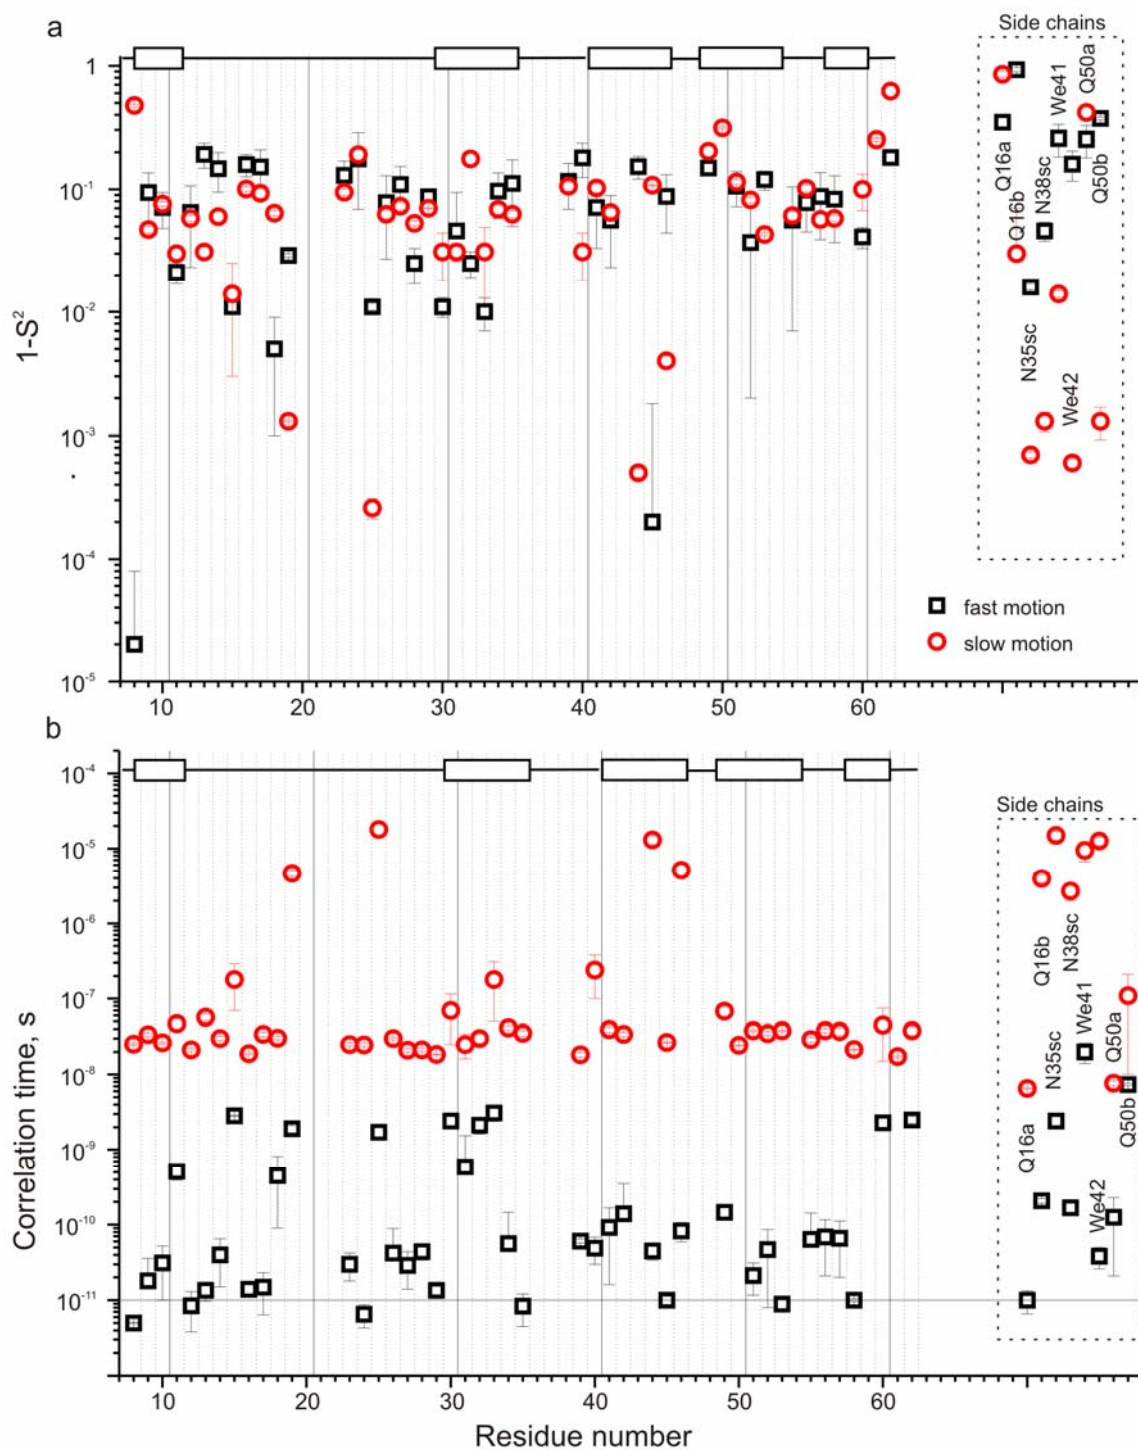 a
Side chains
1
10⁻¹
10⁻²
10⁻³
10⁻⁴
10⁻⁵
1-S²
Q16a
Q16b
N35sc
N38sc
We41
We42
Q50a
Q50b
fast motion
slow motion
10 20 30 40 50 60
b
Side chains
10⁻⁴
10⁻⁵
10⁻⁶
10⁻⁷
10⁻⁸
10⁻⁹
10⁻¹⁰
10⁻¹¹
Correlation time, s
Q16a
Q16b
N35sc
N38sc
We41
We42
Q50a
Q50b
10 20 30 40 50 60
Residue number